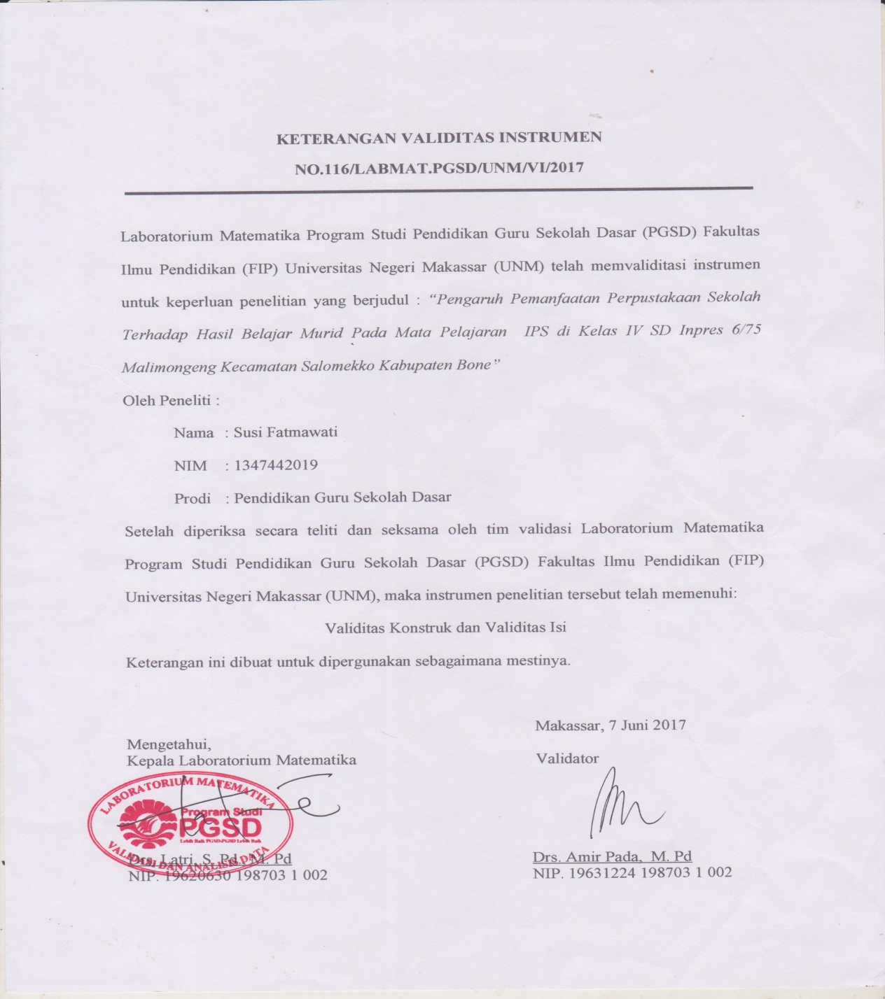 KETERANGAN VALIDITAS INSTRUMEN
NO.116/LABMAT.PGSD/UNM/VI/2017
Laboratorium Matematika Program Studi Pendidikan Guru Sekolah Dasar (PGSD) Fakultas
Ilmu Pendidikan (FIP) Universitas Negeri Makassar (UNM) telah memvaliditasi instrumen
untuk keperluan penelitian yang berjudul : “Pengaruh Pemanfaatan Perpustakaan Sekolah
Terhadap Hasil Belajar Murid Pada Mata Pelajaran IPS di Kelas IV SD Inpres 6/75
Malimongeng Kecamatan Salomekko Kabupaten Bone”
Oleh Peneliti :
Nama : Susi Fatmawati
NIM : 1347442019
Prodi : Pendidikan Guru Sekolah Dasar
Setelah diperiksa secara teliti dan seksama oleh tim validasi Laboratorium Matematika
Program Studi Pendidikan Guru Sekolah Dasar (PGSD) Fakultas Ilmu Pendidikan (FIP)
Universitas Negeri Makassar (UNM), maka instrumen penelitian tersebut telah memenuhi:
Validitas Konstruk dan Validitas Isi
Keterangan ini dibuat untuk dipergunakan sebagaimana mestinya.
Makassar, 7 Juni 2017
Mengetahui,
Kepala Laboratorium Matematika
Validator
LABORATORIUM MATEMATIKA
Program Studi
PGSD
Lebih Baik PGSD-PGSD Lebih Baik
VALIDASI DAN ANALISIS DATA
Drs. Latri, S. Pd., M. Pd
NIP. 19620630 198703 1 002
Drs. Amir Pada, M. Pd
NIP. 19631224 198703 1 002